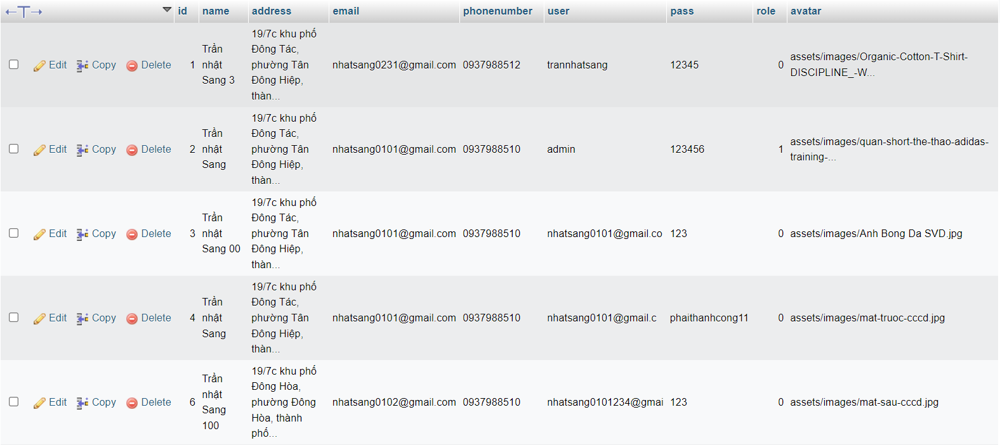 id name address email phonenumber user pass role avatar
19/7c khu phố
Trần Đông Tác,
Edit Copy Delete 1 nhật phường Tân nhatsang0231@gmail.com 0937988512 trannhatsang 12345 0 assets/images/Organic-Cotton-T-Shirt-
DISCIPLINE_-W...
Sang 3 Đông Hiệp,
thàn...
19/7c khu phố
Trần Đông Tác,
Edit Copy Delete 2 nhật phường Tân nhatsang0101@gmail.com 0937988510 admin 123456 1 assets/images/quan-short-the-thao-adidas-
training-...
Sang Đông Hiệp,
thàn...
19/7c khu phố
Trần Đông Tác,
Edit Copy Delete 3 nhật phường Tân nhatsang0101@gmail.com 0937988510 nhatsang0101@gmail.co 123 0 assets/images/Anh Bong Da SVD.jpg
Sang 00 Đông Hiệp,
thàn...
19/7c khu phố
Trần Đông Tác,
Edit Copy Delete 4 nhật phường Tân nhatsang0101@gmail.com 0937988510 nhatsang0101@gmail.c phaithanhcong11 0 assets/images/mat-truoc-cccd.jpg
Sang Đông Hiệp,
thàn...
19/7c khu phố
Trần Đông Hòa,
nhật
Edit Copy Delete 6 phường Đông nhatsang0102@gmail.com 0937988510 nhatsang0101234@gmai 123 0 assets/images/mat-sau-cccd.jpg
Sang Hòa, thành
100 phố...